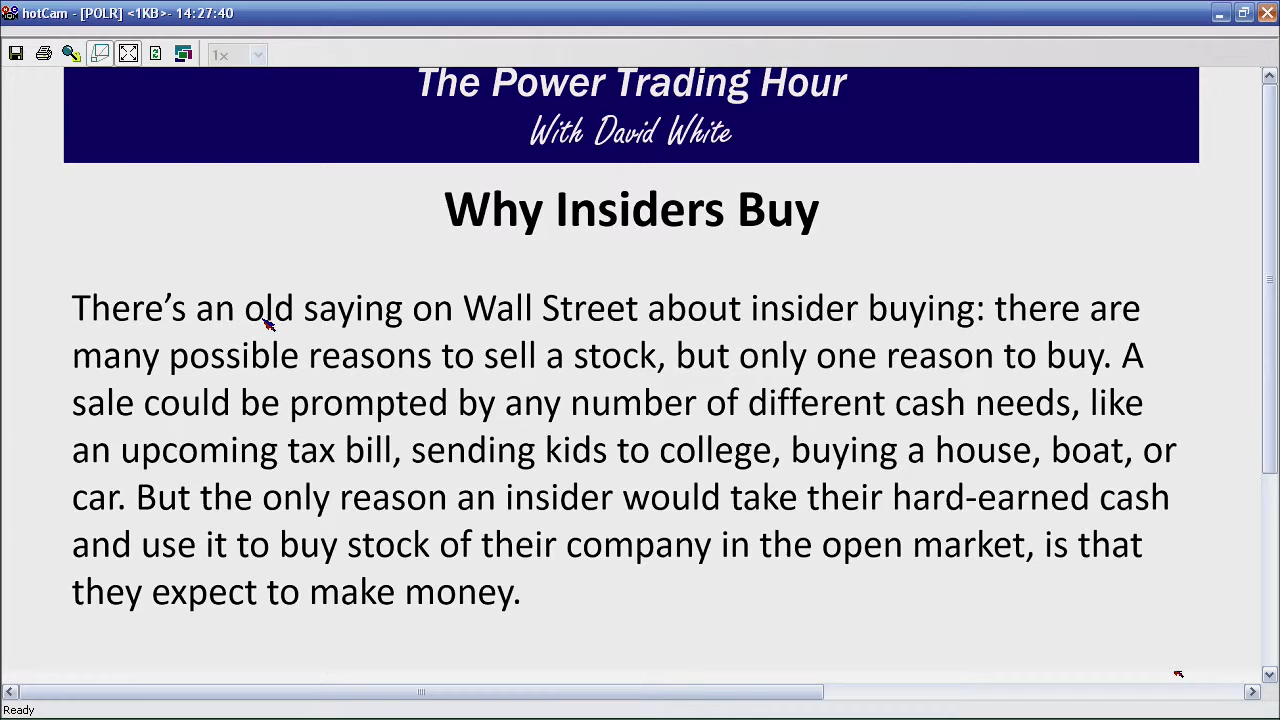 hotCam - [POLR] <1KB>- 14:27:40
1x
The Power Trading Hour
With David White
Why Insiders Buy
There’s an old saying on Wall Street about insider buying: there are
many possible reasons to sell a stock, but only one reason to buy. A
sale could be prompted by any number of different cash needs, like
an upcoming tax bill, sending kids to college, buying a house, boat, or
car. But the only reason an insider would take their hard-earned cash
and use it to buy stock of their company in the open market, is that
they expect to make money.
Ready